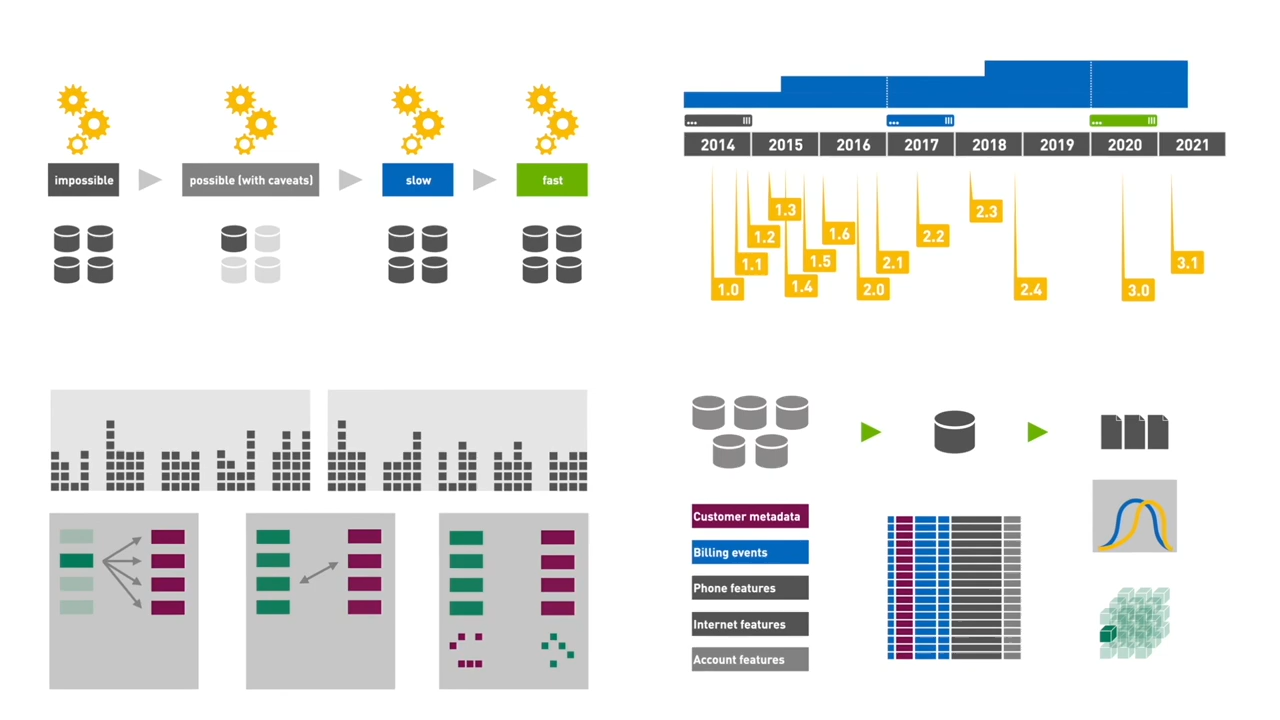 impossible
possible (with caveats)
slow
fast
2014 2015 2016 2017 2018 2019 2020 2021
1.0
1.1
1.2
1.3
1.4
1.5
1.6
2.0
2.1
2.2
2.3
2.4
3.0
3.1
Customer metadata
Billing events
Phone features
Internet features
Account features